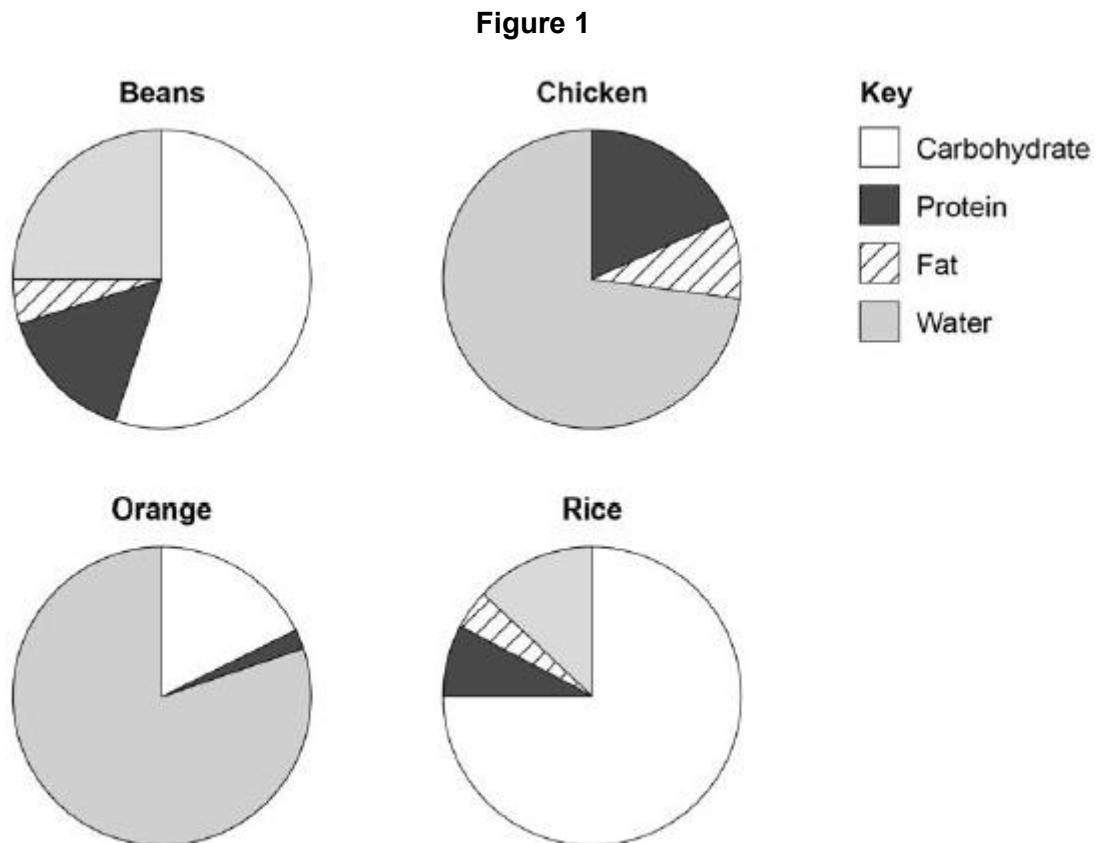 Figure 1
Beans
Chicken
Key
Carbohydrate
Protein
Fat
Water
Orange
Rice